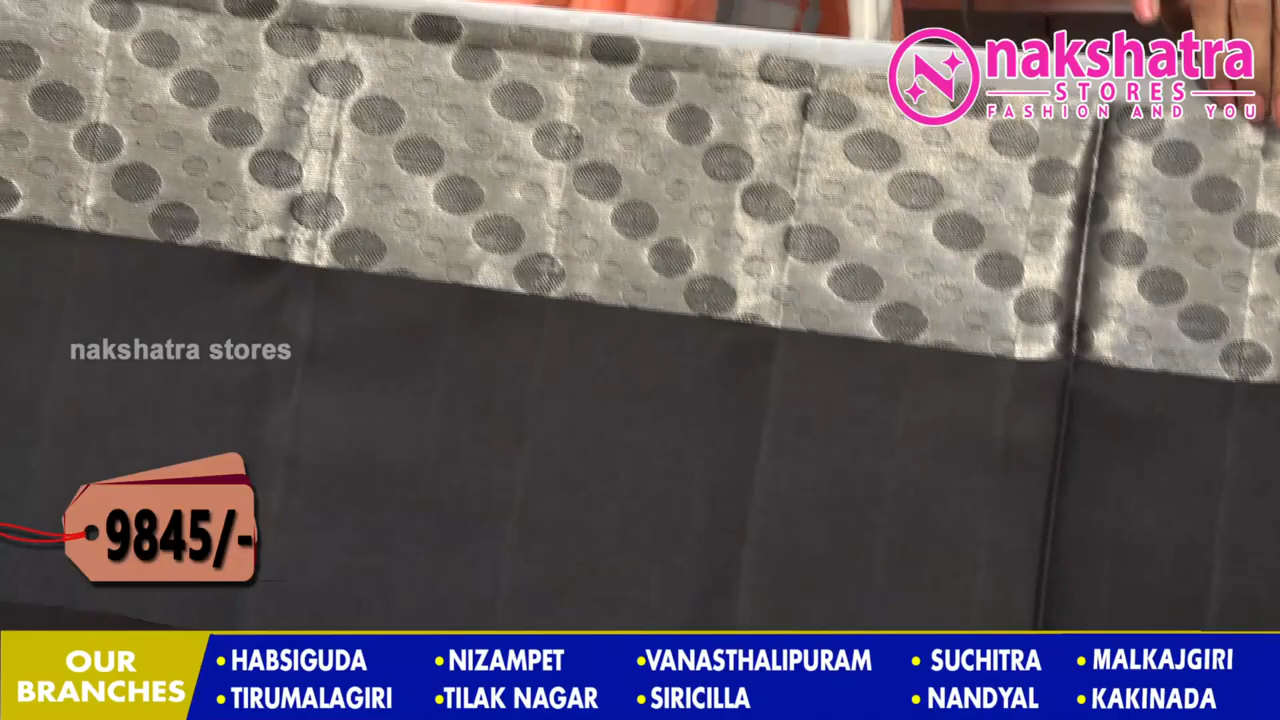 nakshatra
STORES
FASHION AND YOU
nakshatra stores
9845/-
OUR BRANCHES
• HABSIGUDA • NIZAMPET • VANASTHALIPURAM • SUCHITRA • MALKAJGIRI
• TIRUMALAGIRI • TILAK NAGAR • SIRICILLA • NANDYAL • KAKINADA